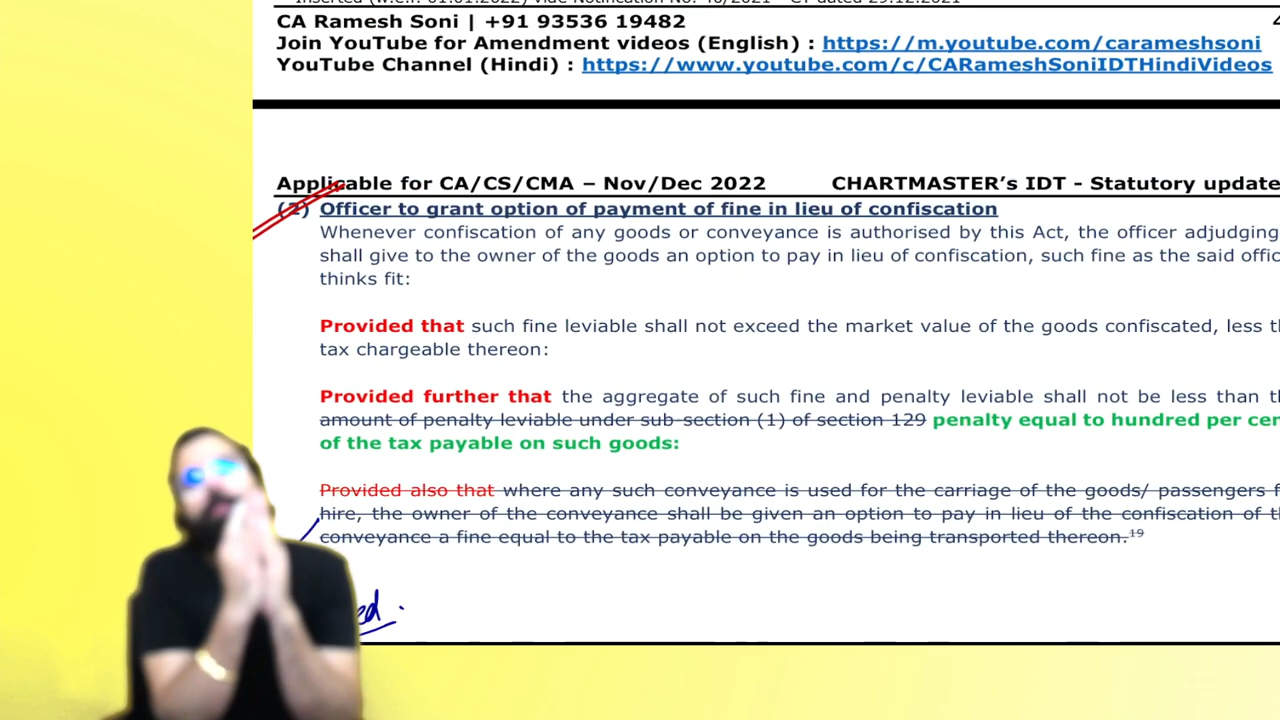 CA Ramesh Soni | +91 93536 19482
Join YouTube for Amendment videos (English) : https://m.youtube.com/carameshsoni
YouTube Channel (Hindi) : https://www.youtube.com/c/CARameshSoniIDTHindiVideos
Applicable for CA/CS/CMA – Nov/Dec 2022 CHARTMASTER’s IDT - Statutory update
(2) Officer to grant option of payment of fine in lieu of confiscation
Whenever confiscation of any goods or conveyance is authorised by this Act, the officer adjudging
shall give to the owner of the goods an option to pay in lieu of confiscation, such fine as the said offic
thinks fit:
Provided that such fine leviable shall not exceed the market value of the goods confiscated, less th
tax chargeable thereon:
Provided further that the aggregate of such fine and penalty leviable shall not be less than th
amount of penalty leviable under sub-section (1) of section 129 penalty equal to hundred per cen
of the tax payable on such goods:
Provided also that where any such conveyance is used for the carriage of the goods/ passengers f
hire, the owner of the conveyance shall be given an option to pay in lieu of the confiscation of th
conveyance a fine equal to the tax payable on the goods being transported thereon.19
ed .